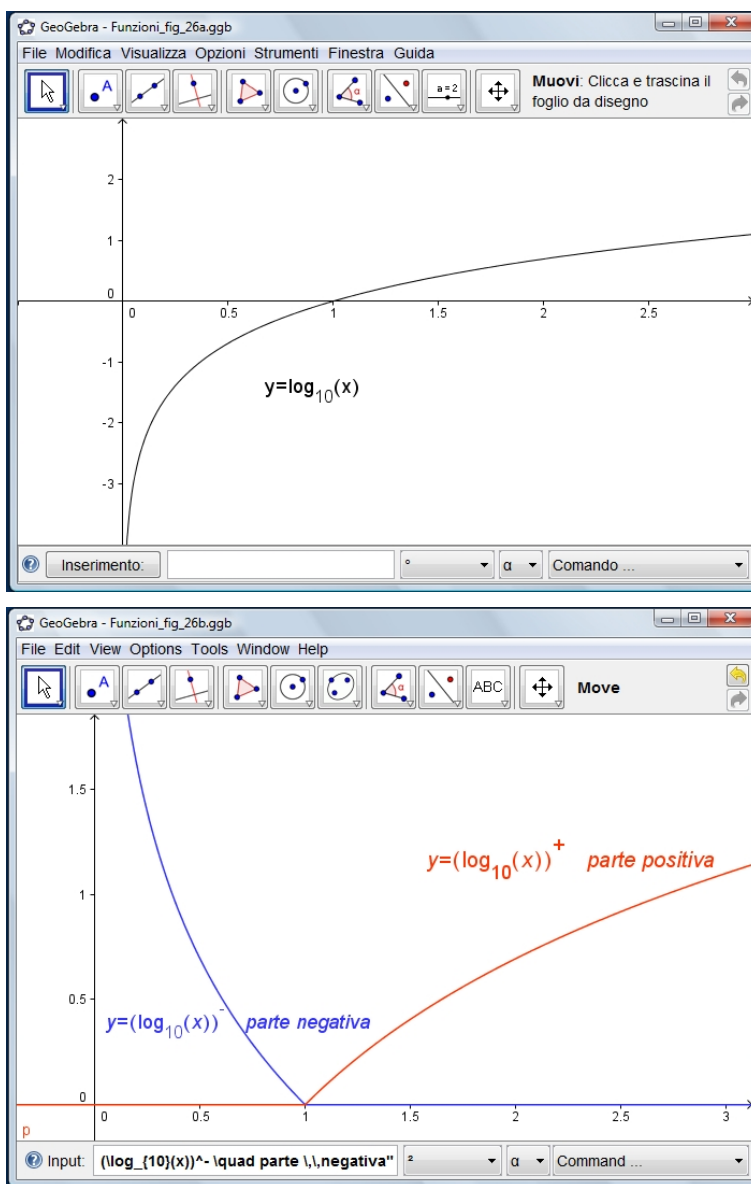 GeoGebra - Funzioni_fig_26a.ggb
File Modifica Visualizza Opzioni Strumenti Finestra Guida
A α a = 2 Muovi: Clicca e trascina il
foglio da disegno
2
1
0
0 0.5 1 1.5 2 2.5
-1
y=log₁₀(x)
-2
-3
Inserimento: ° α Comando ...
GeoGebra - Funzioni_fig_26b.ggb
File Edit View Options Tools Window Help
A α ABC Move
1.5
y=(log₁₀(x))⁺ parte positiva
1
0.5
y=(log₁₀(x))⁻ parte negativa
0
0 0.5 1 1.5 2 2.5 3
p
Input: (\log_{10}(x))^- \quad parte \,\,negativa" ² α Command ...